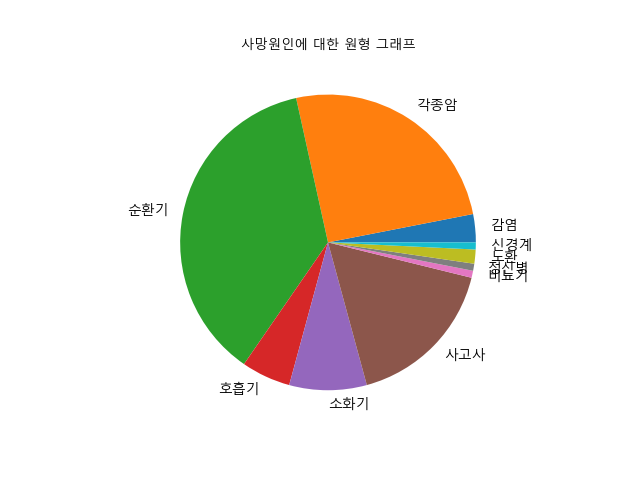 사망원인에 대한 원형 그래프
각종암
순환기
감염
신경계
노환
정신병
비뇨기
사고사
호흡기
소화기